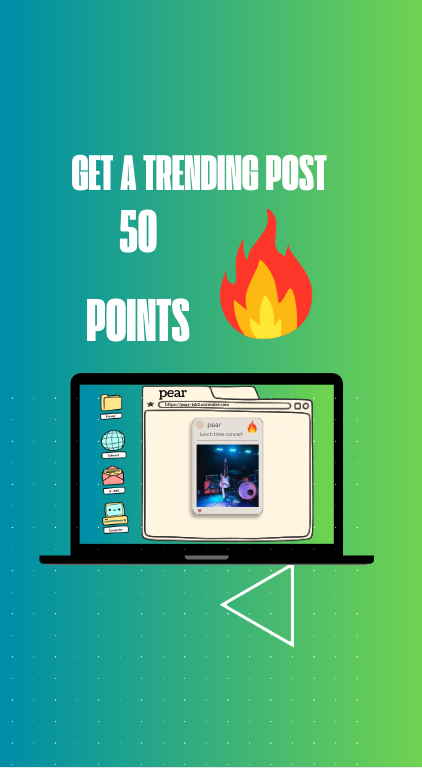 GET A TRENDING POST
50
POINTS
pear
pear
lunch time concert